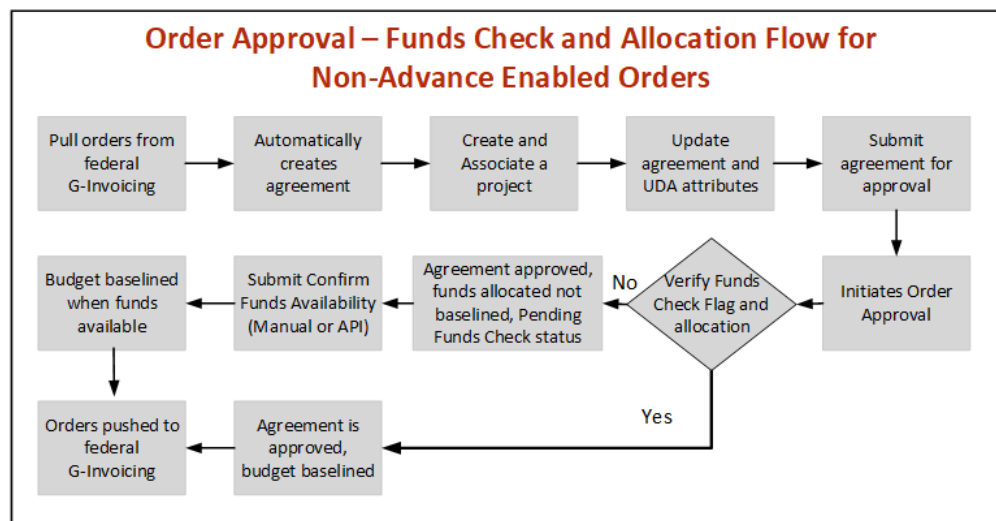 Order Approval – Funds Check and Allocation Flow for
Non-Advance Enabled Orders
Pull orders from
federal
G-Invoicing
Automatically
creates
agreement
Create and
Associate a
project
Update
agreement and
UDA attributes
Submit
agreement for
approval
Initiates Order
Approval
Verify Funds
Check Flag and
allocation
No
Agreement approved,
funds allocated not
baselined, Pending
Funds Check status
Submit Confirm
Funds Availability
(Manual or API)
Budget baselined
when funds
available
Yes
Agreement is
approved,
budget baselined
Orders pushed to
federal
G-Invoicing